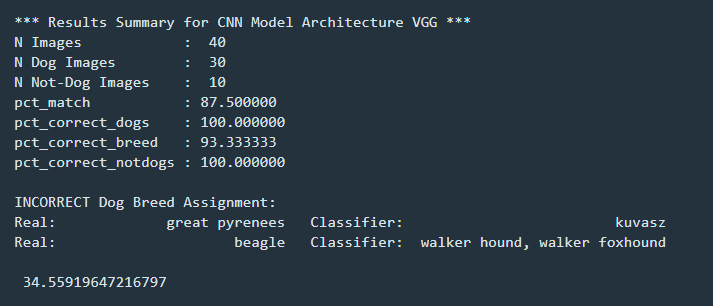 *** Results Summary for CNN Model Architecture VGG ***
N Images : 40
N Dog Images : 30
N Not-Dog Images : 10
pct_match : 87.500000
pct_correct_dogs : 100.000000
pct_correct_breed : 93.333333
pct_correct_notdogs : 100.000000
INCORRECT Dog Breed Assignment:
Real: great pyrenees Classifier: kuvasz
Real: beagle Classifier: walker hound, walker foxhound
34.55919647216797